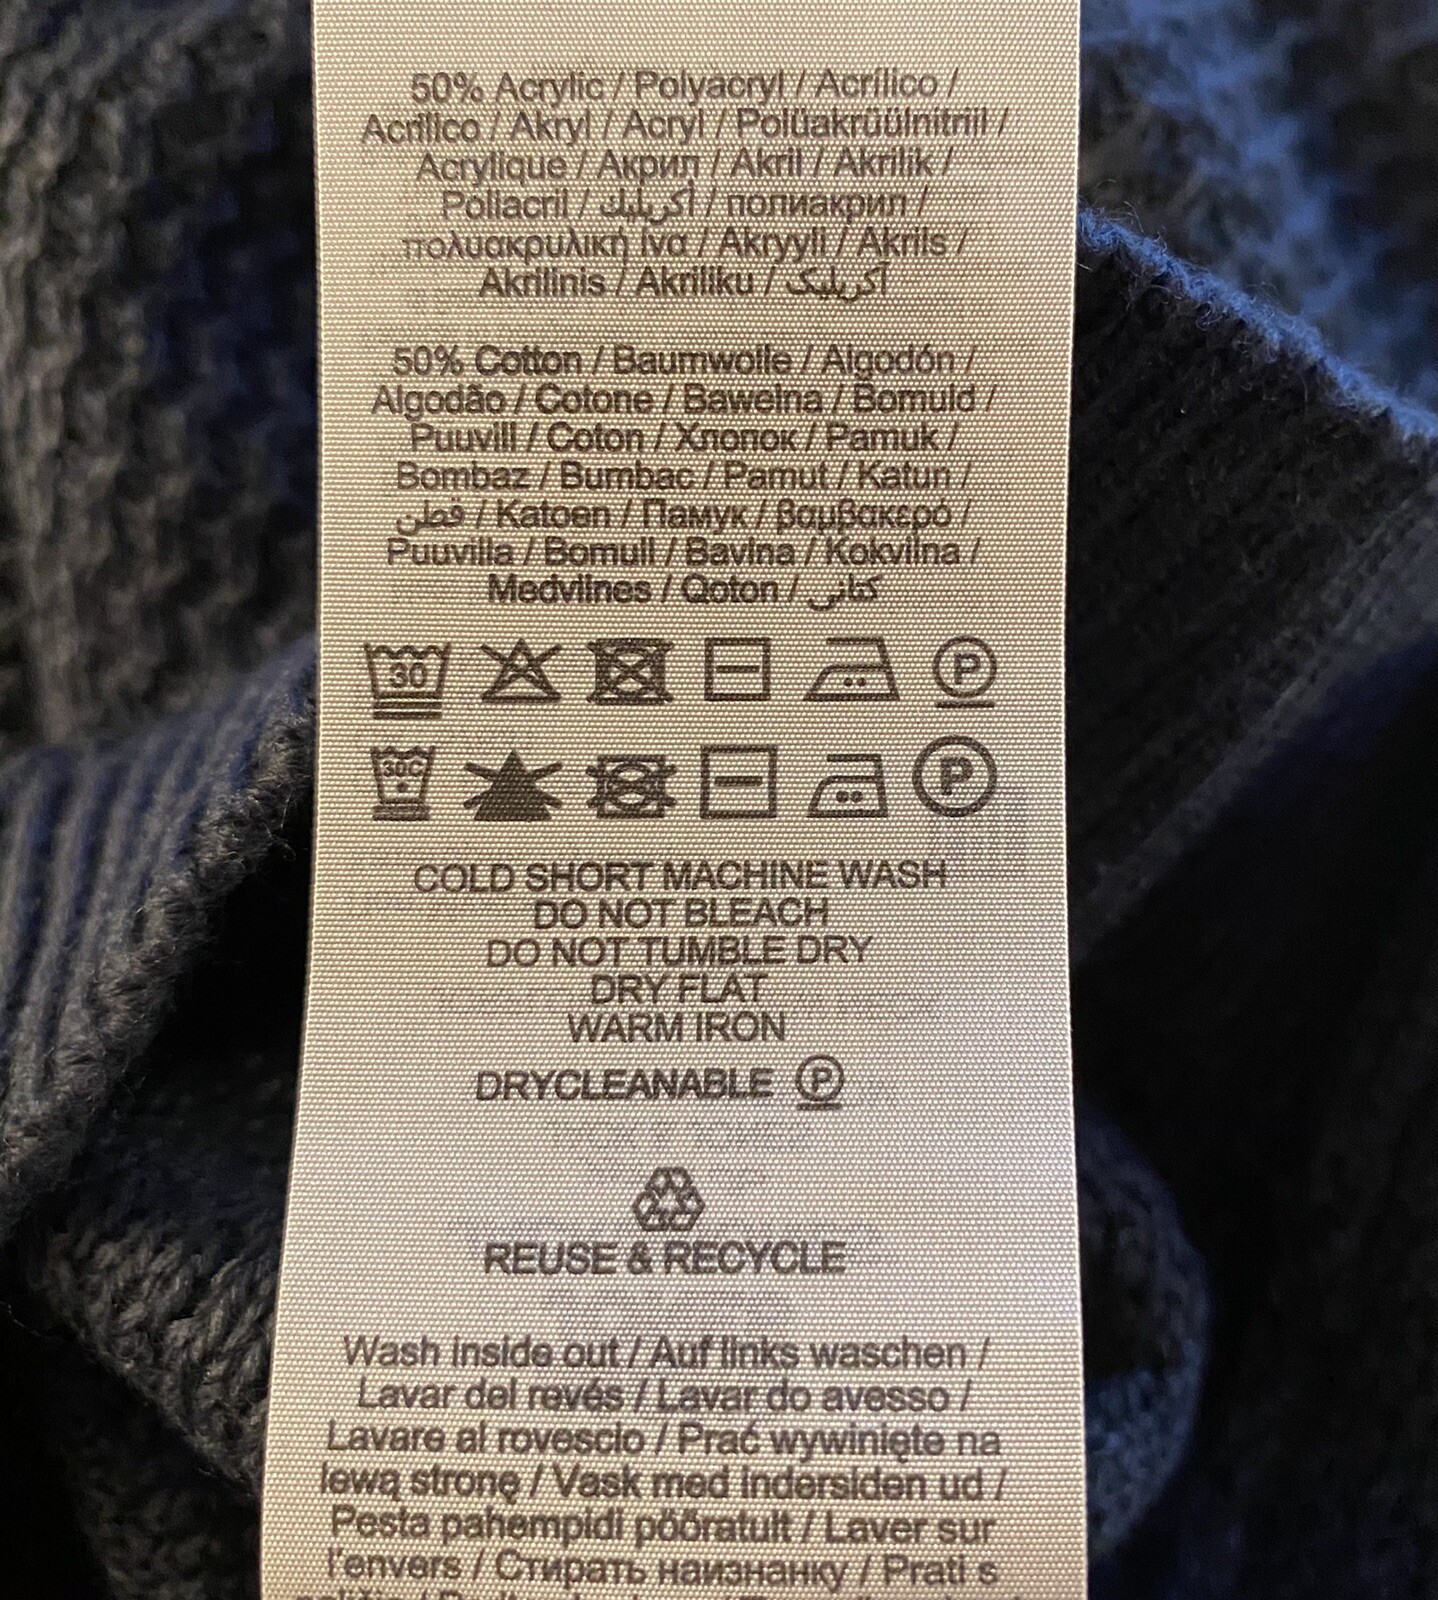 50% Acrylic / Polyacryl / Acrílico /
Acrílico / Akryl / Acryl / Polüakrüülnitriil /
Acrylique / Акрил / Akril / Akrilik /
Poliacril / أكريليك / полиакрил /
πολυακρυλική ίνα / Akryyli / Akrils /
Akrilinis / Akriliku / أكريليک
50% Cotton / Baumwolle / Algodón /
Algodão / Cotone / Bawełna / Bomuld /
Puuvill / Coton / Хлопок / Pamuk /
Bombaz / Bumbac / Pamut / Katun /
قطن / Katoen / Памук / βαμβακερό /
Puuvilla / Bomull / Bavlna / Kokvilna /
Medvilnes / Qoton / كتانی
30 P
30C P
COLD SHORT MACHINE WASH
DO NOT BLEACH
DO NOT TUMBLE DRY
DRY FLAT
WARM IRON
DRYCLEANABLE P
REUSE & RECYCLE
Wash inside out / Auf links waschen /
Lavar del revés / Lavar do avesso /
Lavare al rovescio / Prać wywinięte na
lewą stronę / Vask med indersiden ud /
Pesta pahempidi pööratult / Laver sur
l'envers / Стирать наизнанку / Prati s